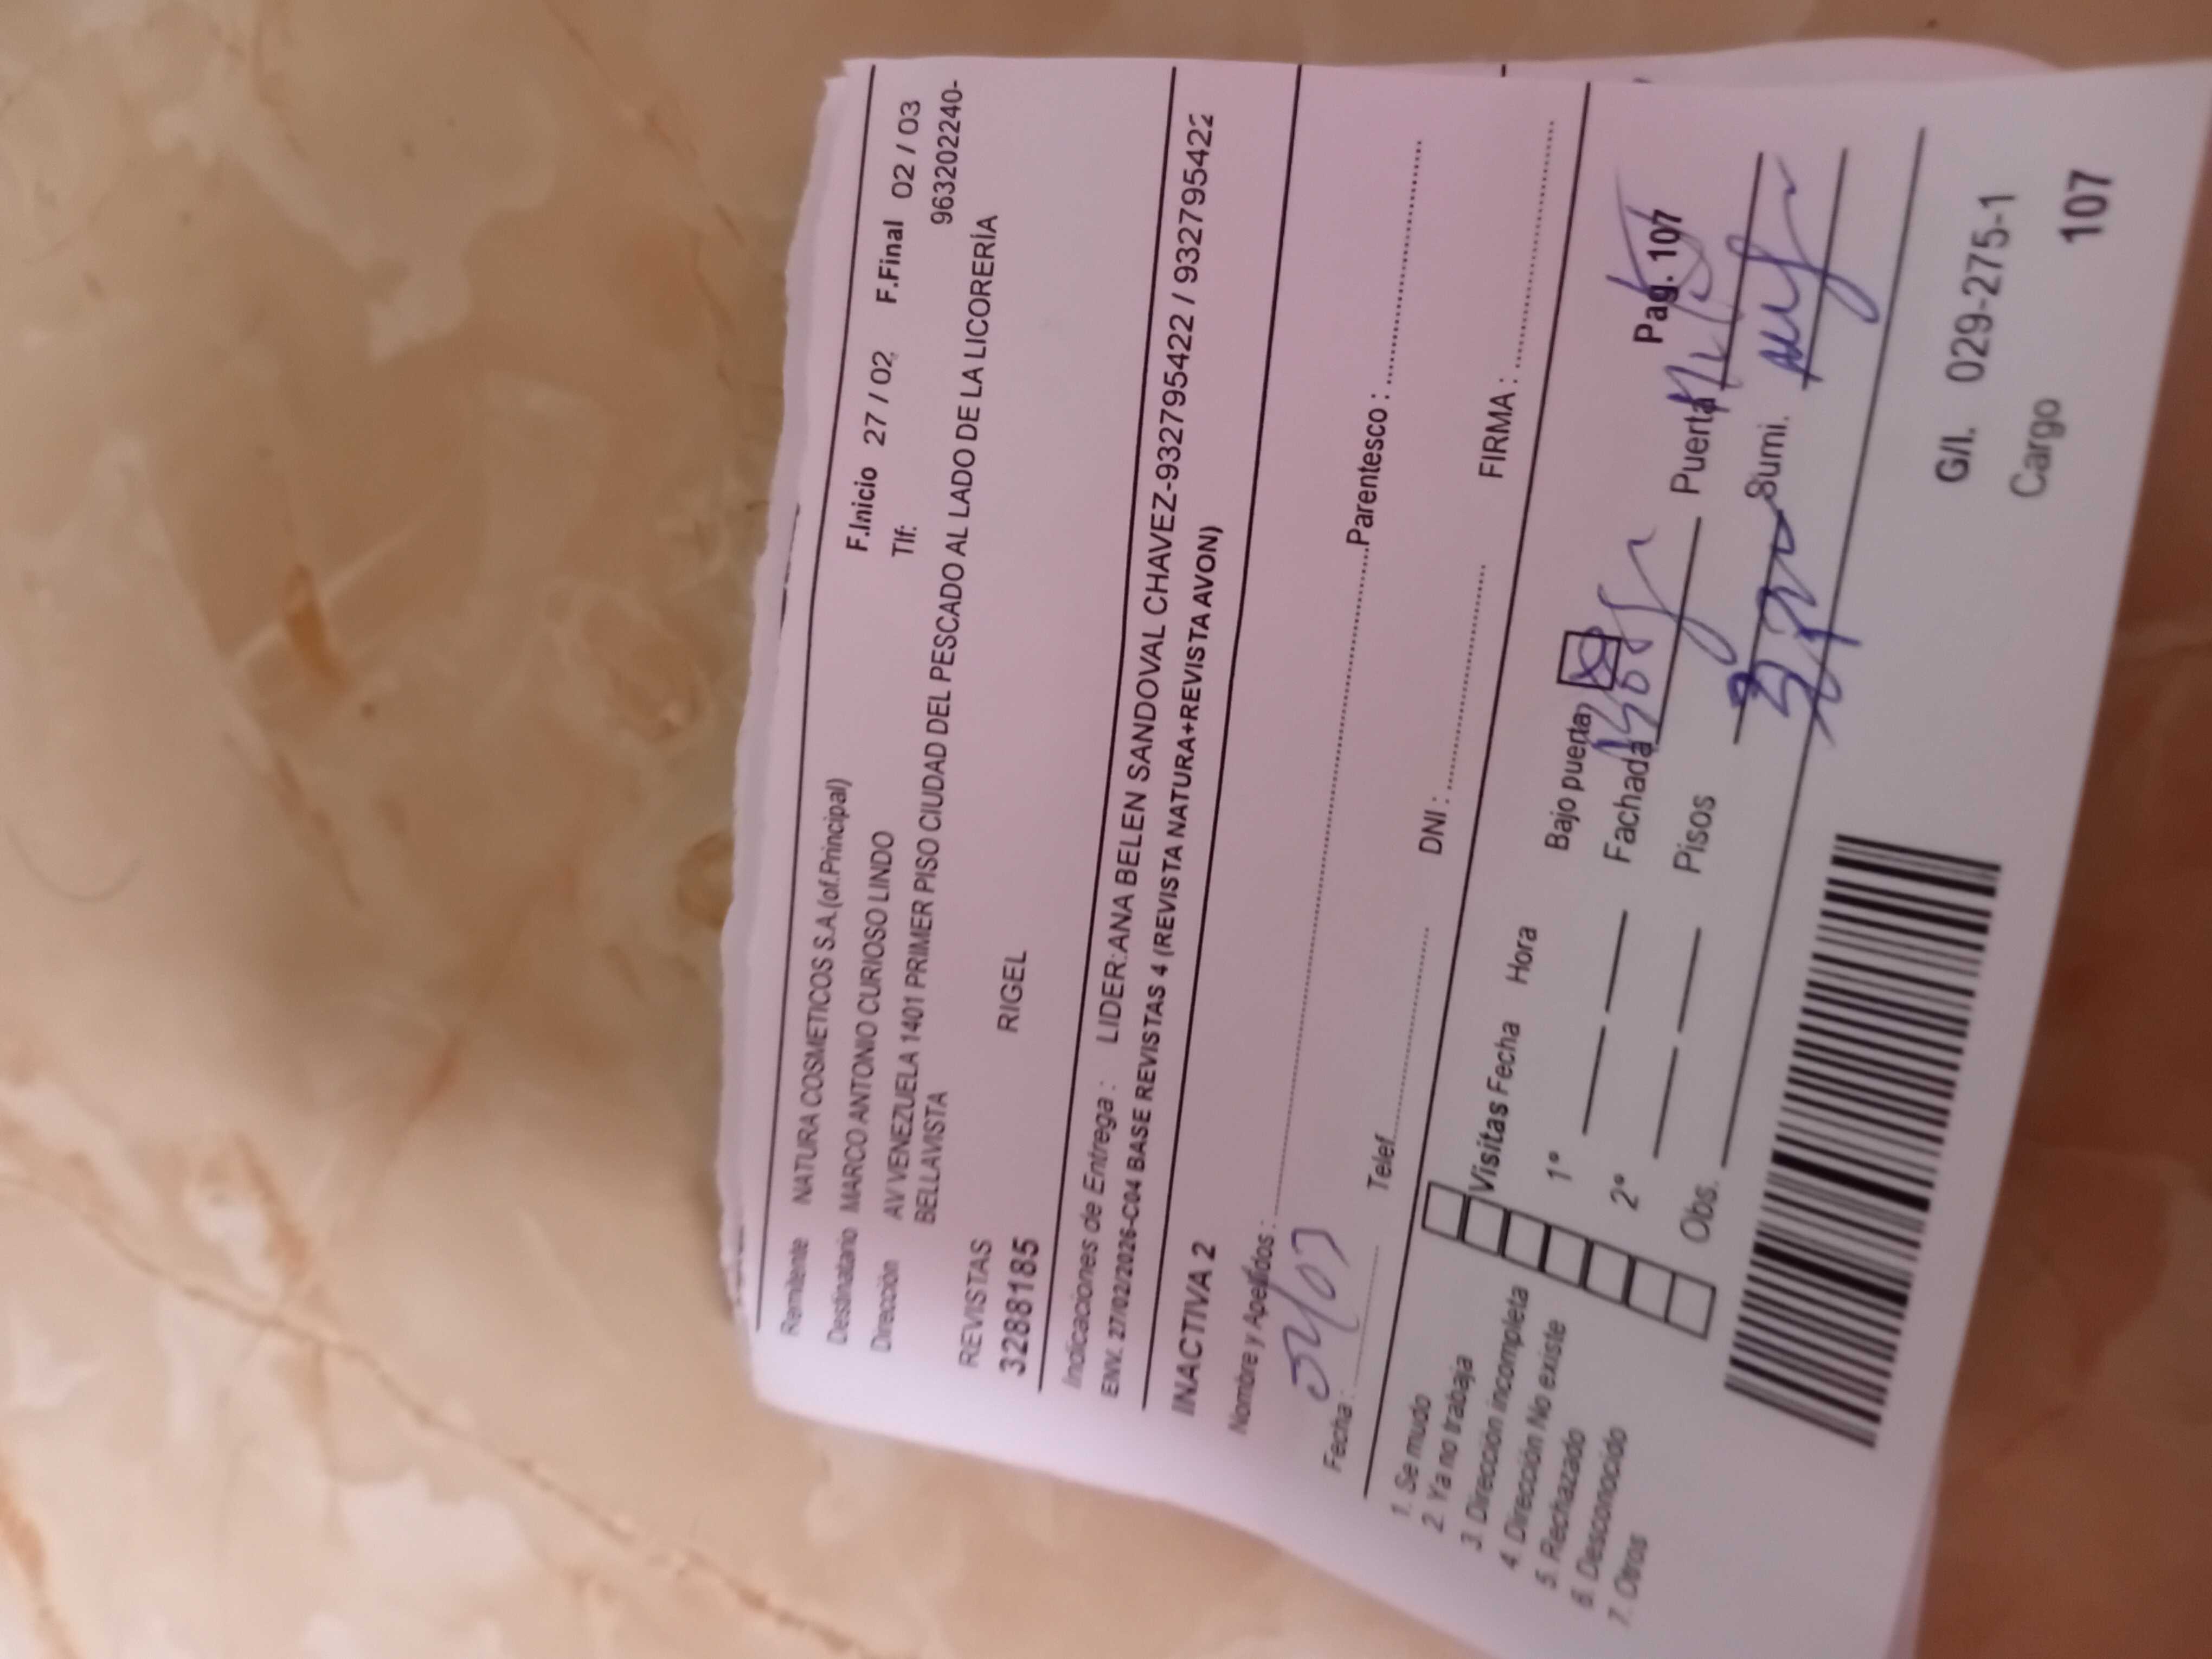 Remitente NATURA COSMETICOS S.A.(of.Principal) F.Inicio 27 / 02 F.Final 02 / 03
Destinatario MARCO ANTONIO CURIOSO LINDO Tlf: 963202240-
Dirección AV VENEZUELA 1401 PRIMER PISO CIUDAD DEL PESCADO AL LADO DE LA LICORERÍA
BELLAVISTA
REVISTAS RIGEL
3288185
Indicaciones de Entrega : LIDER:ANA BELEN SANDOVAL CHAVEZ-932795422 / 932795422
ENV. 27/02/2026-C04 BASE REVISTAS 4 (REVISTA NATURA+REVISTA AVON)
INACTIVA 2
Nombre y Apellidos : Parentesco :
Fecha : Telef. DNI : FIRMA :
1. Se mudo
2. Ya no trabaja
3. Dirección incompleta
4. Dirección No existe
5. Rechazado
6. Desconocido
7. Otros
Visitas Fecha Hora Bajo puerta Pag. 107
1° Fachada Puerta
2° Pisos Sumi.
Obs.
G/I. 029-275-1
Cargo 107